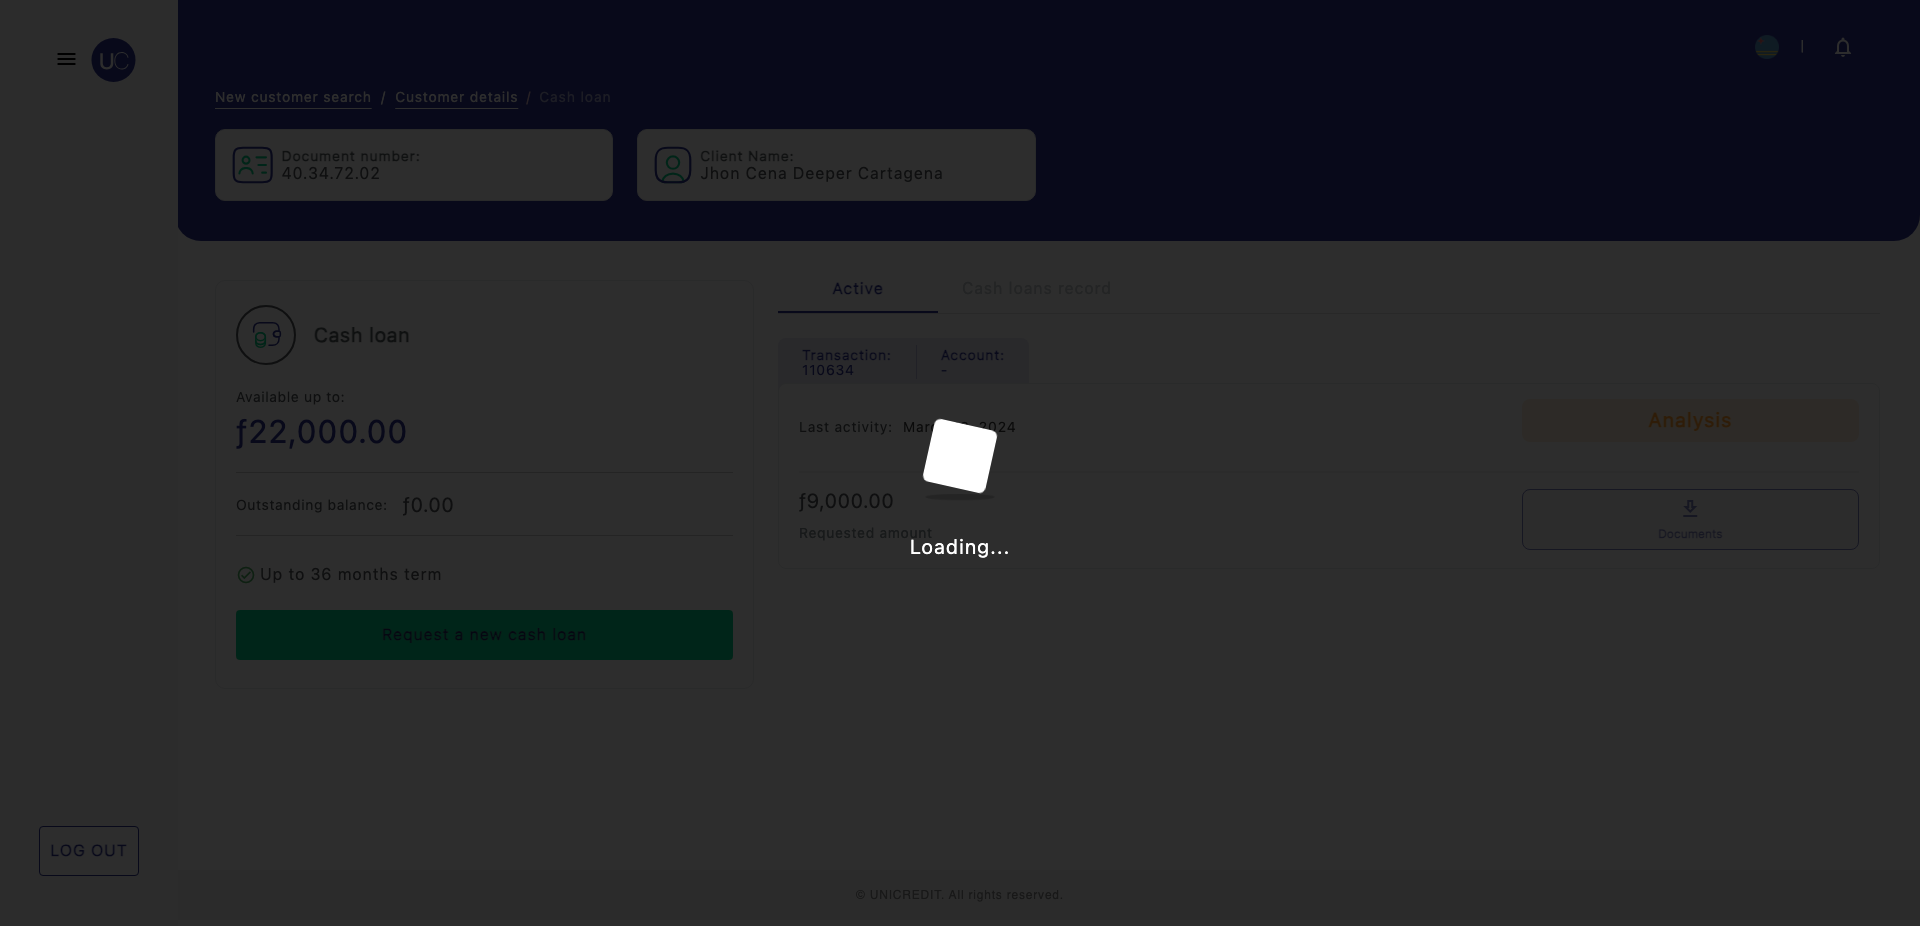 UC
New customer search / Customer details / Cash loan
Document number:
40.34.72.02
Client Name:
Jhon Cena Deeper Cartagena
Cash loan
Available up to:
ƒ22,000.00
Outstanding balance: ƒ0.00
Up to 36 months term
Request a new cash loan
Active Cash loans record
Transaction:
110634
Account:
-
Last activity: 2024
Analysis
ƒ9,000.00
Requested amount
Documents
Loading...
LOG OUT
© UNICREDIT. All rights reserved.